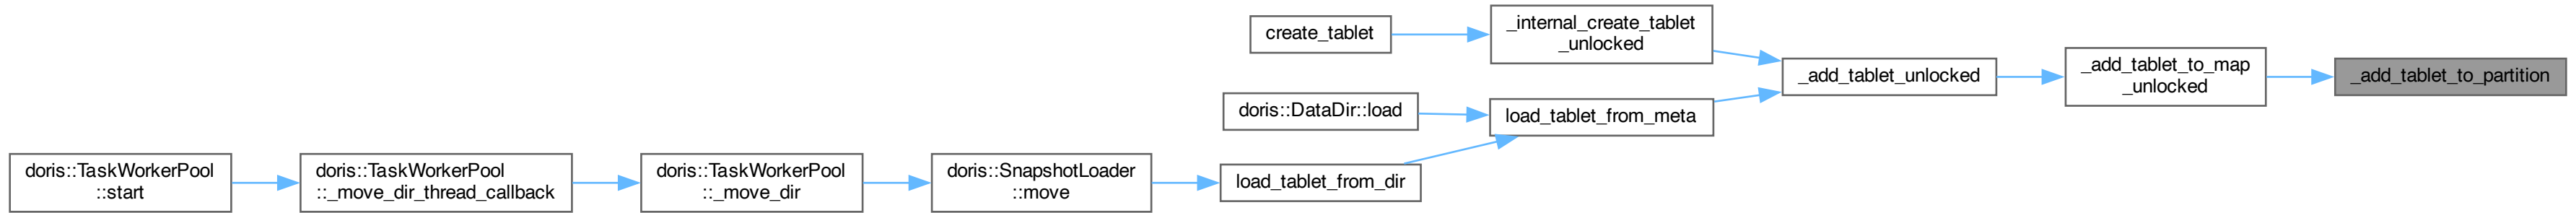 create_tablet
_internal_create_tablet
_unlocked
_add_tablet_unlocked
_add_tablet_to_map
_unlocked
_add_tablet_to_partition
doris::DataDir::load
load_tablet_from_meta
doris::TaskWorkerPool
::start
doris::TaskWorkerPool
::_move_dir_thread_callback
doris::TaskWorkerPool
::_move_dir
doris::SnapshotLoader
::move
load_tablet_from_dir